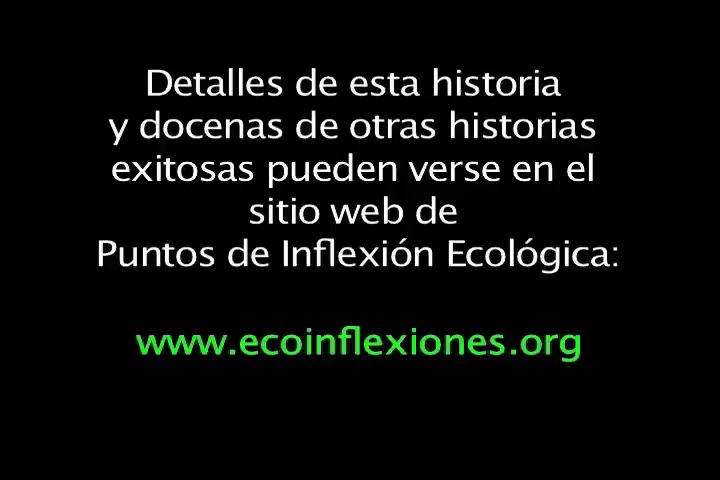 Detalles de esta historia
y docenas de otras historias
exitosas pueden verse en el
sitio web de
Puntos de Inflexión Ecológica:
www.ecoinflexiones.org